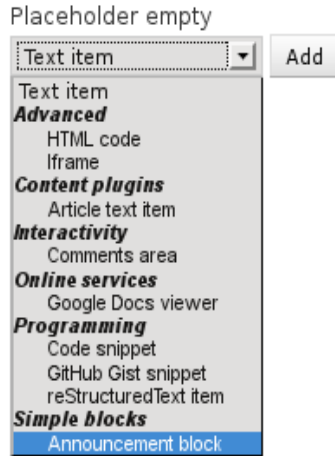 Placeholder empty
Text item
Add
Text item
Advanced
HTML code
Iframe
Content plugins
Article text item
Interactivity
Comments area
Online services
Google Docs viewer
Programming
Code snippet
GitHub Gist snippet
reStructuredText item
Simple blocks
Announcement block